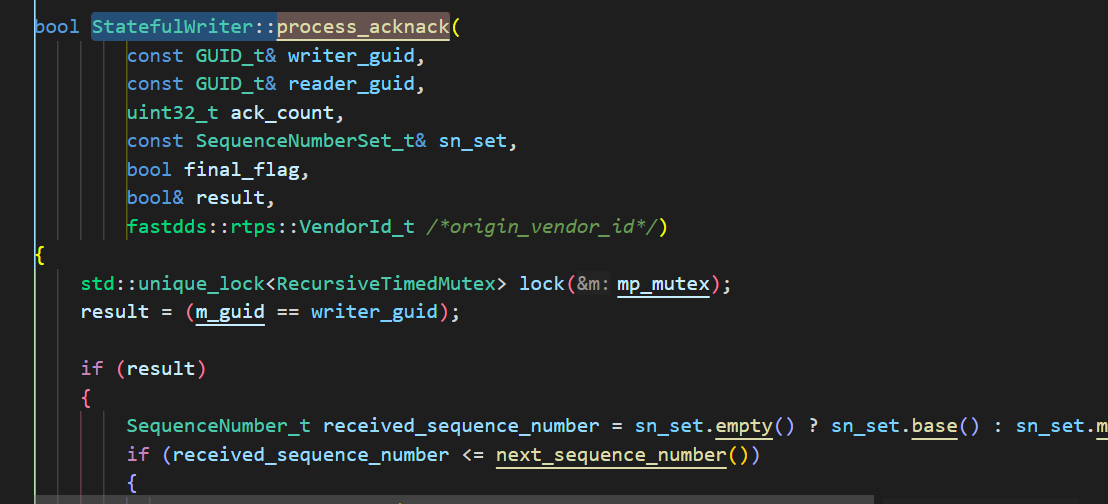 bool StatefulWriter::process_acknack(
const GUID_t& writer_guid,
const GUID_t& reader_guid,
uint32_t ack_count,
const SequenceNumberSet_t& sn_set,
bool final_flag,
bool& result,
fastdds::rtps::VendorId_t /*origin_vendor_id*/)
{
std::unique_lock<RecursiveTimedMutex> lock(&m: mp_mutex);
result = (m_guid == writer_guid);
if (result)
{
SequenceNumber_t received_sequence_number = sn_set.empty() ? sn_set.base() : sn_set.m
if (received_sequence_number <= next_sequence_number())
{